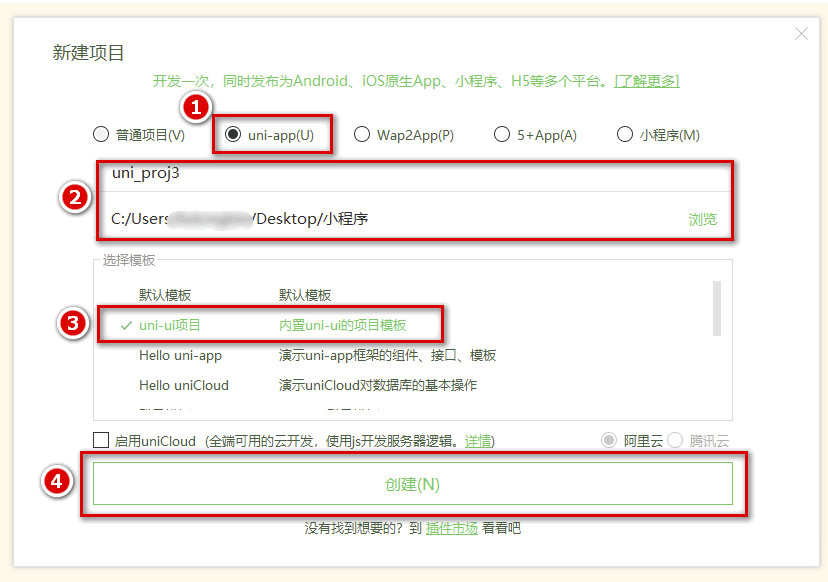 新建项目
开发一次，同时发布为Android、iOS原生App、小程序、H5等多个平台。[了解更多]
1
普通项目(V) uni-app(U) Wap2App(P) 5+App(A) 小程序(M)
uni_proj3
2
C:/Users /Desktop/小程序 浏览
选择模板
默认模板 默认模板
3 uni-ui项目 内置uni-ui的项目模板
Hello uni-app 演示uni-app框架的组件、接口、模板
Hello uniCloud 演示uniCloud对数据库的基本操作
启用uniCloud（全端可用的云开发，使用js开发服务器逻辑。详情) 阿里云 腾讯云
4 创建(N)
没有找到想要的？到 插件市场 看看吧